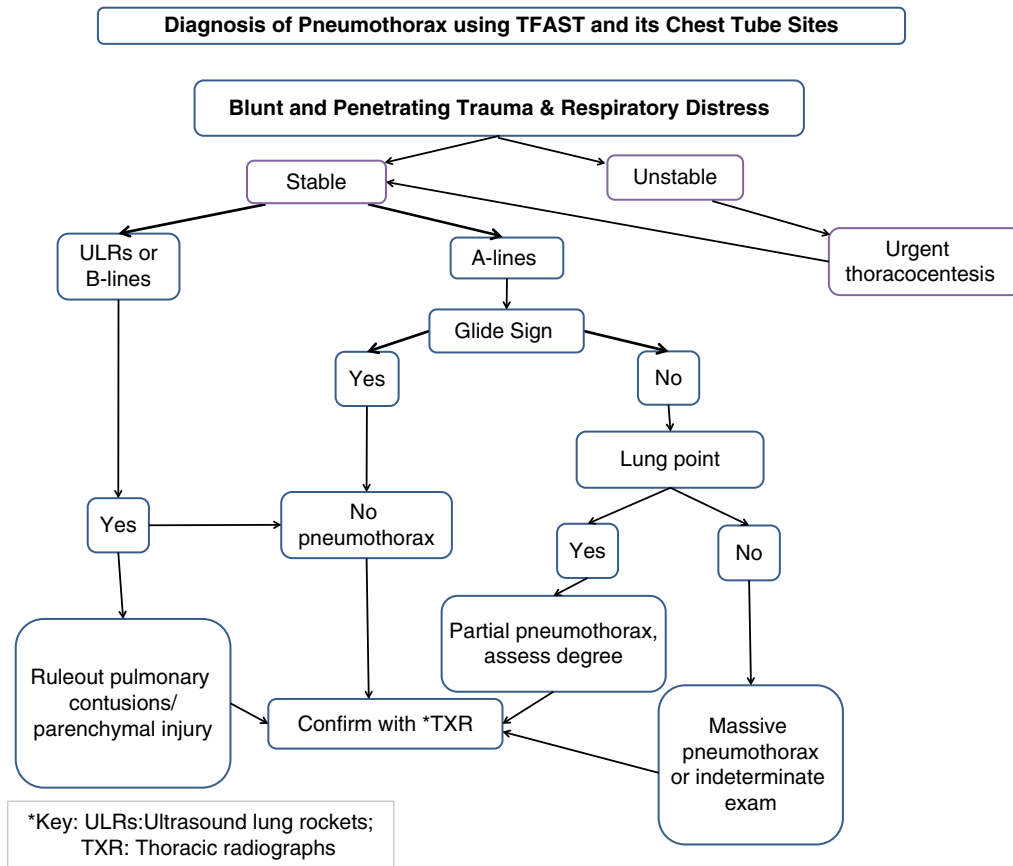 Diagnosis of Pneumothorax using TFAST and its Chest Tube Sites
Blunt and Penetrating Trauma & Respiratory Distress
Stable
Unstable
ULRs or
B-lines
A-lines
Urgent
thoracocentesis
Glide Sign
Yes
No
Lung point
Yes
No
pneumothorax
Yes
No
Partial pneumothorax,
assess degree
Ruleout pulmonary
contusions/
parenchymal injury
Confirm with *TXR
Massive
pneumothorax
or indeterminate
exam
*Key: ULRs:Ultrasound lung rockets;
TXR: Thoracic radiographs